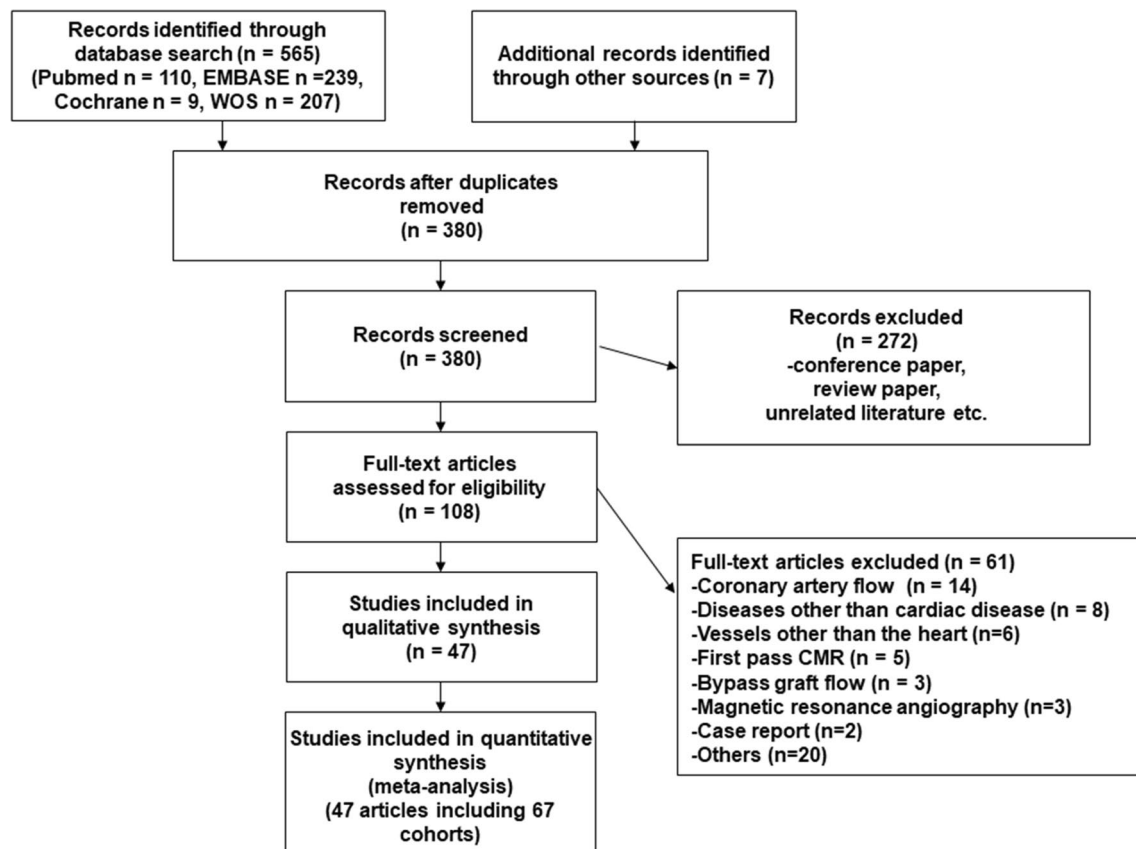 Records identified through
database search (n = 565)
(Pubmed n = 110, EMBASE n =239,
Cochrane n = 9, WOS n = 207)
Additional records identified
through other sources (n = 7)
Records after duplicates
removed
(n = 380)
Records screened
(n = 380)
Records excluded
(n = 272)
-conference paper,
review paper,
unrelated literature etc.
Full-text articles
assessed for eligibility
(n = 108)
Full-text articles excluded (n = 61)
-Coronary artery flow (n = 14)
-Diseases other than cardiac disease (n = 8)
-Vessels other than the heart (n=6)
-First pass CMR (n = 5)
-Bypass graft flow (n = 3)
-Magnetic resonance angiography (n=3)
-Case report (n=2)
-Others (n=20)
Studies included in
qualitative synthesis
(n = 47)
Studies included in quantitative
synthesis
(meta-analysis)
(47 articles including 67
cohorts)